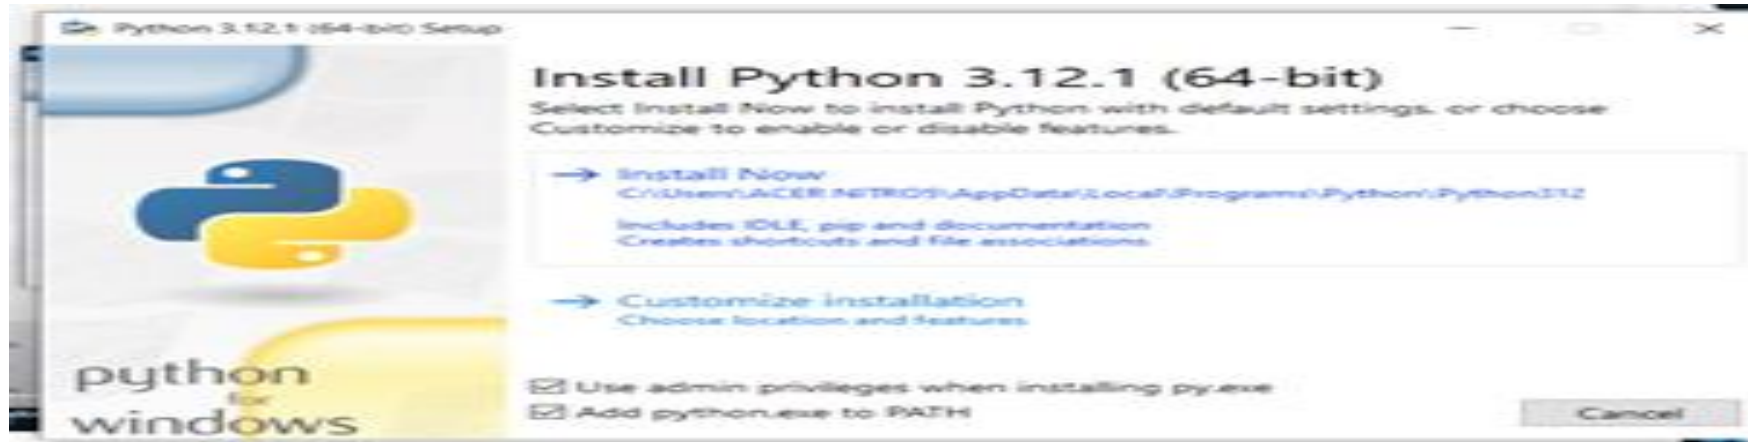 Python 3.12.1 (64-bit) Setup
Install Python 3.12.1 (64-bit)
Select Install Now to install Python with default settings, or choose
Customize to enable or disable features.
Install Now
C:\Users\ACER NITRO5\AppData\Local\Programs\Python\Python312
Includes IDLE, pip and documentation
Creates shortcuts and file associations
Customize installation
Choose location and features
Use admin privileges when installing py.exe
Add python.exe to PATH
Cancel
python
for
windows